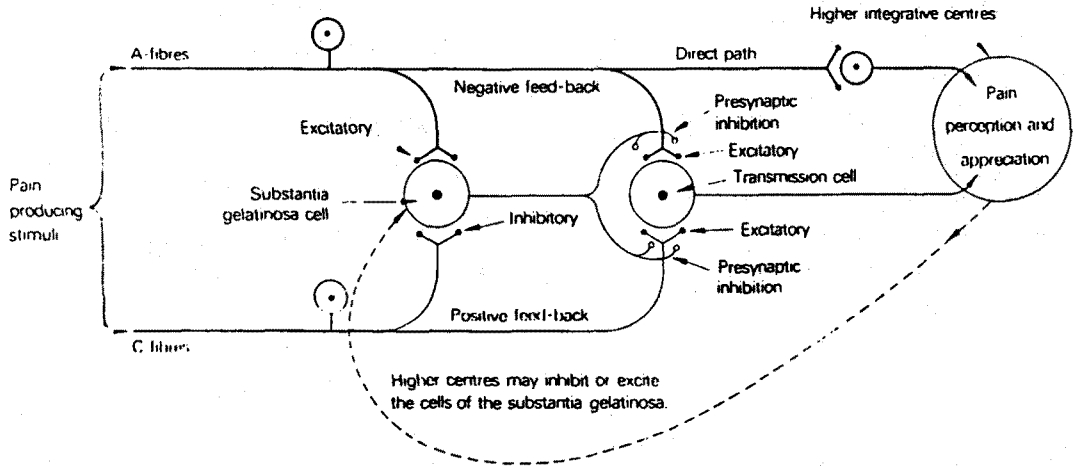 Higher integrative centres
A-fibres
Direct path
Negative feed-back
Pain
perception and
appreciation
Presynaptic
inhibition
Excitatory
Excitatory
Transmission cell
Pain
producing
stimuli
Substantia
gelatinosa cell
Inhibitory
Excitatory
Presynaptic
inhibition
Positive feed-back
C fibres
Higher centres may inhibit or excite
the cells of the substantia gelatinosa.